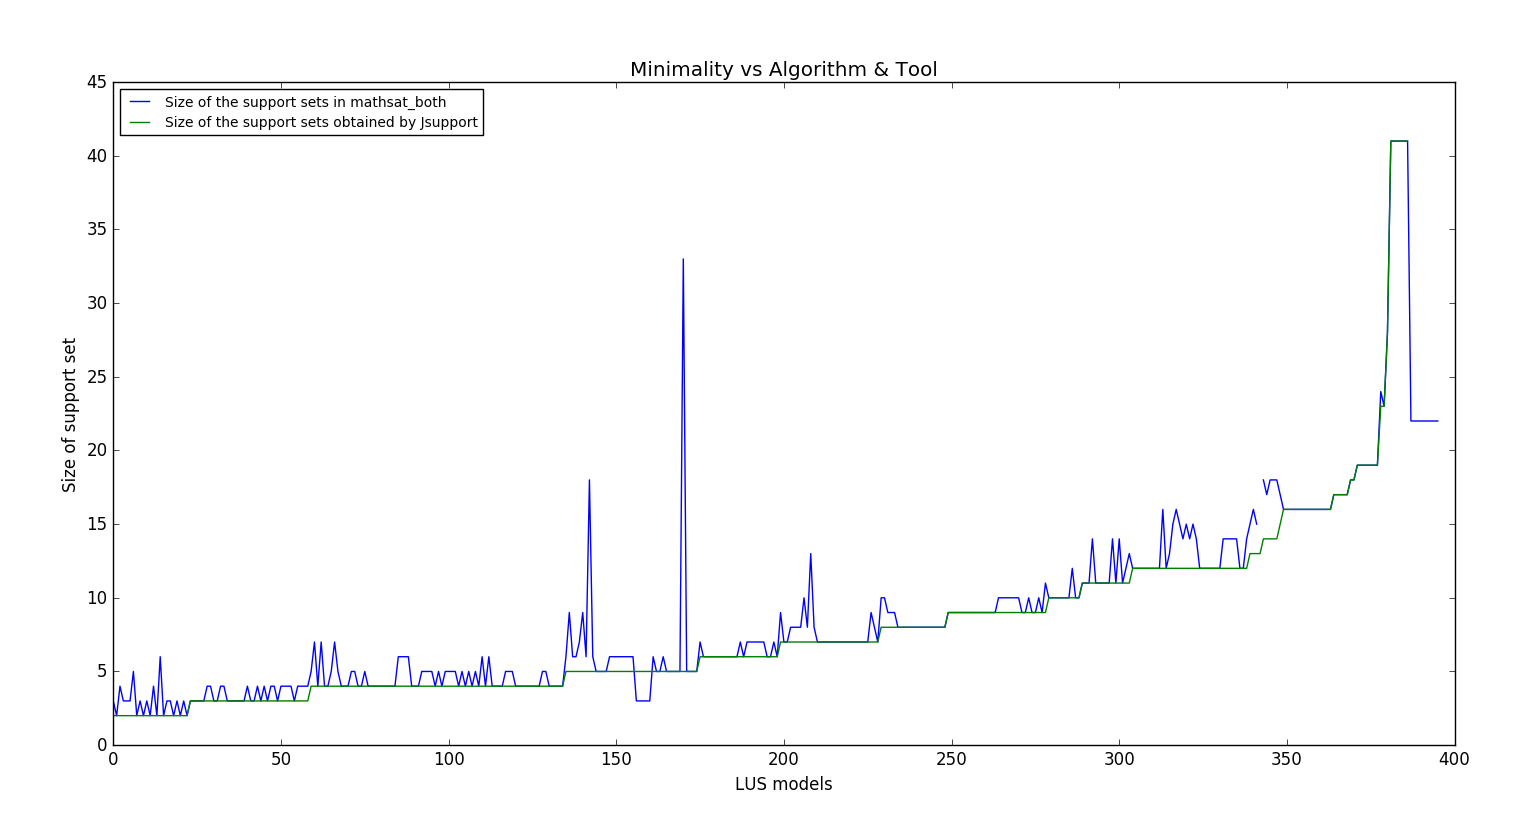 Minimality vs Algorithm & Tool
45
Size of the support sets in mathsat_both
Size of the support sets obtained by Jsupport
40
35
30
25
20
15
10
5
0
Size of support set
0 50 100 150 200 250 300 350 400
LUS models